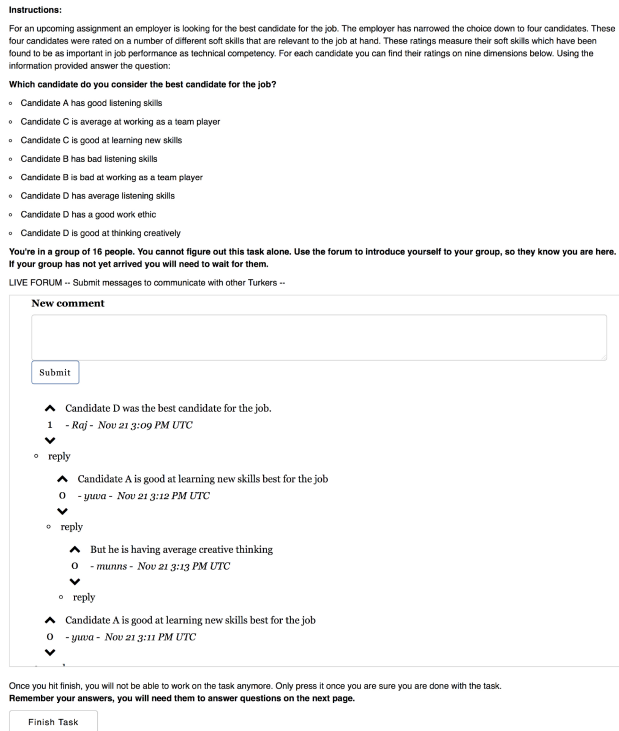 Instructions:
For an upcoming assignment an employer is looking for the best candidate for the job. The employer has narrowed the choice down to four candidates. These
four candidates were rated on a number of different soft skills that are relevant to the job at hand. These ratings measure their soft skills which have been
found to be as important in job performance as technical competency. For each candidate you can find their ratings on nine dimensions below. Using the
information provided answer the question:
Which candidate do you consider the best candidate for the job?
Candidate A has good listening skills
Candidate C is average at working as a team player
Candidate C is good at learning new skills
Candidate B has bad listening skills
Candidate B is bad at working as a team player
Candidate D has average listening skills
Candidate D has a good work ethic
Candidate D is good at thinking creatively
You're in a group of 16 people. You cannot figure out this task alone. Use the forum to introduce yourself to your group, so they know you are here.
If your group has not yet arrived you will need to wait for them.
LIVE FORUM -- Submit messages to communicate with other Turkers --
New comment
Submit
Candidate D was the best candidate for the job.
1 - Raj - Nov 21 3:09 PM UTC
reply
Candidate A is good at learning new skills best for the job
0 - yuva - Nov 21 3:12 PM UTC
reply
But he is having average creative thinking
0 - munns - Nov 21 3:13 PM UTC
reply
Candidate A is good at learning new skills best for the job
0 - yuva - Nov 21 3:11 PM UTC
Once you hit finish, you will not be able to work on the task anymore. Only press it once you are sure you are done with the task.
Remember your answers, you will need them to answer questions on the next page.
Finish Task